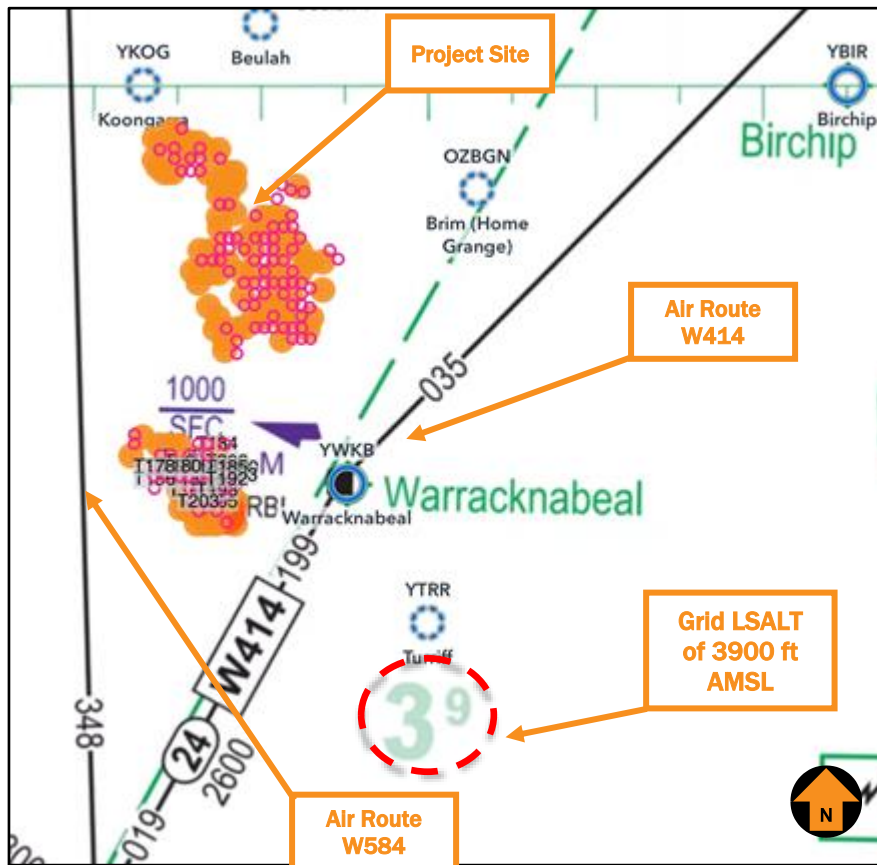 YKOG
Beulah
Project Site
YBIR
Birchip
Birchip
OZBGN
Brim (Home
Grange)
Air Route
W414
035
1000
SFC
YWKB
Warracknabeal
Warracknabeal
199
W414
YTRR
Turriff
Grid LSALT
of 3900 ft
AMSL
3 9
348
24
2600
019
Air Route
W584
N